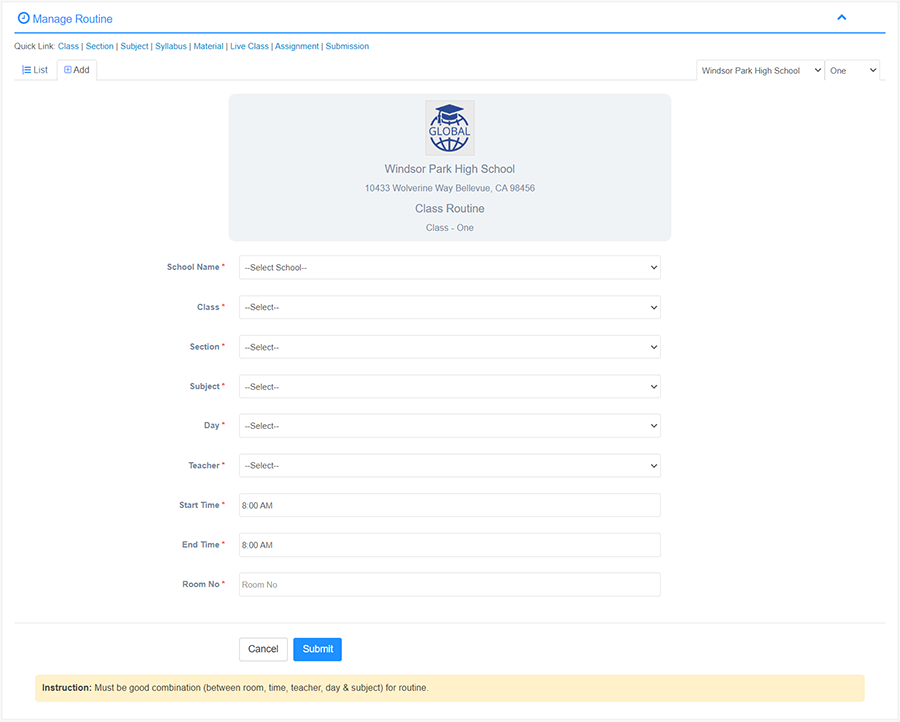 Manage Routine
Quick Link: Class | Section | Subject | Syllabus | Material | Live Class | Assignment | Submission
List Add Windsor Park High School One
GLOBAL
Windsor Park High School
10433 Wolverine Way Bellevue, CA 98456
Class Routine
Class - One
School Name * --Select School--
Class * --Select--
Section * --Select--
Subject * --Select--
Day * --Select--
Teacher * --Select--
Start Time * 8:00 AM
End Time * 8:00 AM
Room No * Room No
Cancel Submit
Instruction: Must be good combination (between room, time, teacher, day & subject) for routine.